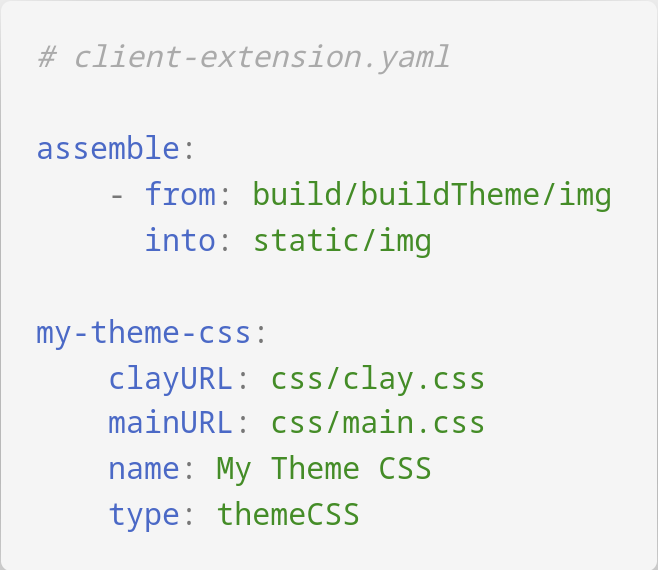 # client-extension.yaml
assemble:
    - from: build/buildTheme/img
      into: static/img
my-theme-css:
    clayURL: css/clay.css
    mainURL: css/main.css
    name: My Theme CSS
    type: themeCSS